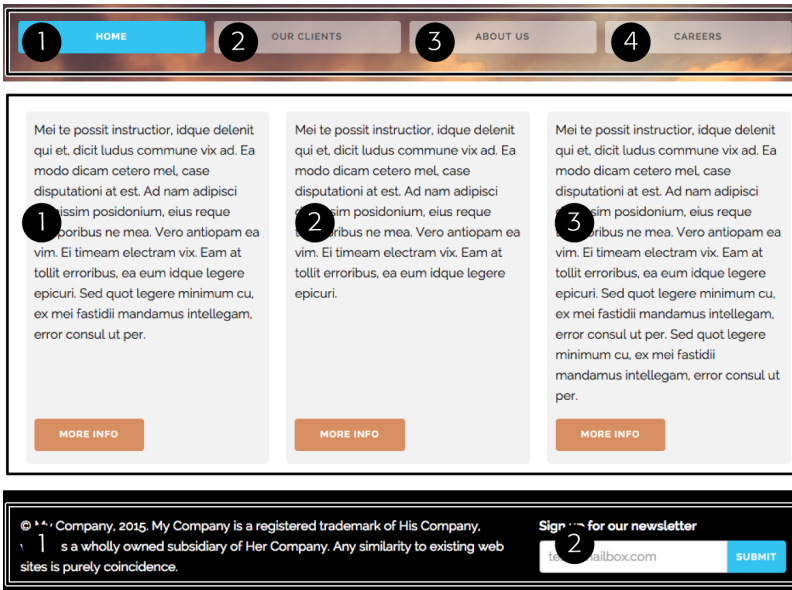 1 HOME
2 OUR CLIENTS
3 ABOUT US
4 CAREERS
Mei te possit instructior, idque delenit
qui et, dicit ludus commune vix ad. Ea
modo dicam cetero mel, case
disputationi at est. Ad nam adipisci
1 posidonium, eius reque
ne mea. Vero antiopam ea
vim. Ei timeam electram vix. Eam at
tollit erroribus, ea eum idque legere
epicuri. Sed quot legere minimum cu,
ex mei fastidii mandamus intellegam,
error consul ut per.
MORE INFO
Mei te possit instructior, idque delenit
qui et, dicit ludus commune vix ad. Ea
modo dicam cetero mel, case
disputationi at est. Ad nam adipisci
2 posidonium, eius reque
ne mea. Vero antiopam ea
vim. Ei timeam electram vix. Eam at
tollit erroribus, ea eum idque legere
epicuri.
MORE INFO
Mei te possit instructior, idque delenit
qui et, dicit ludus commune vix ad. Ea
modo dicam cetero mel, case
disputationi at est. Ad nam adipisci
3 posidonium, eius reque
ne mea. Vero antiopam ea
vim. Ei timeam electram vix. Eam at
tollit erroribus, ea eum idque legere
epicuri. Sed quot legere minimum cu,
ex mei fastidii mandamus intellegam,
error consul ut per. Sed quot legere
minimum cu, ex mei fastidii
mandamus intellegam, error consul ut
per.
MORE INFO
© My Company, 2015. My Company is a registered trademark of His Company,
1 a wholly owned subsidiary of Her Company. Any similarity to existing web
sites is purely coincidence.
Sign up for our newsletter
2 SUBMIT